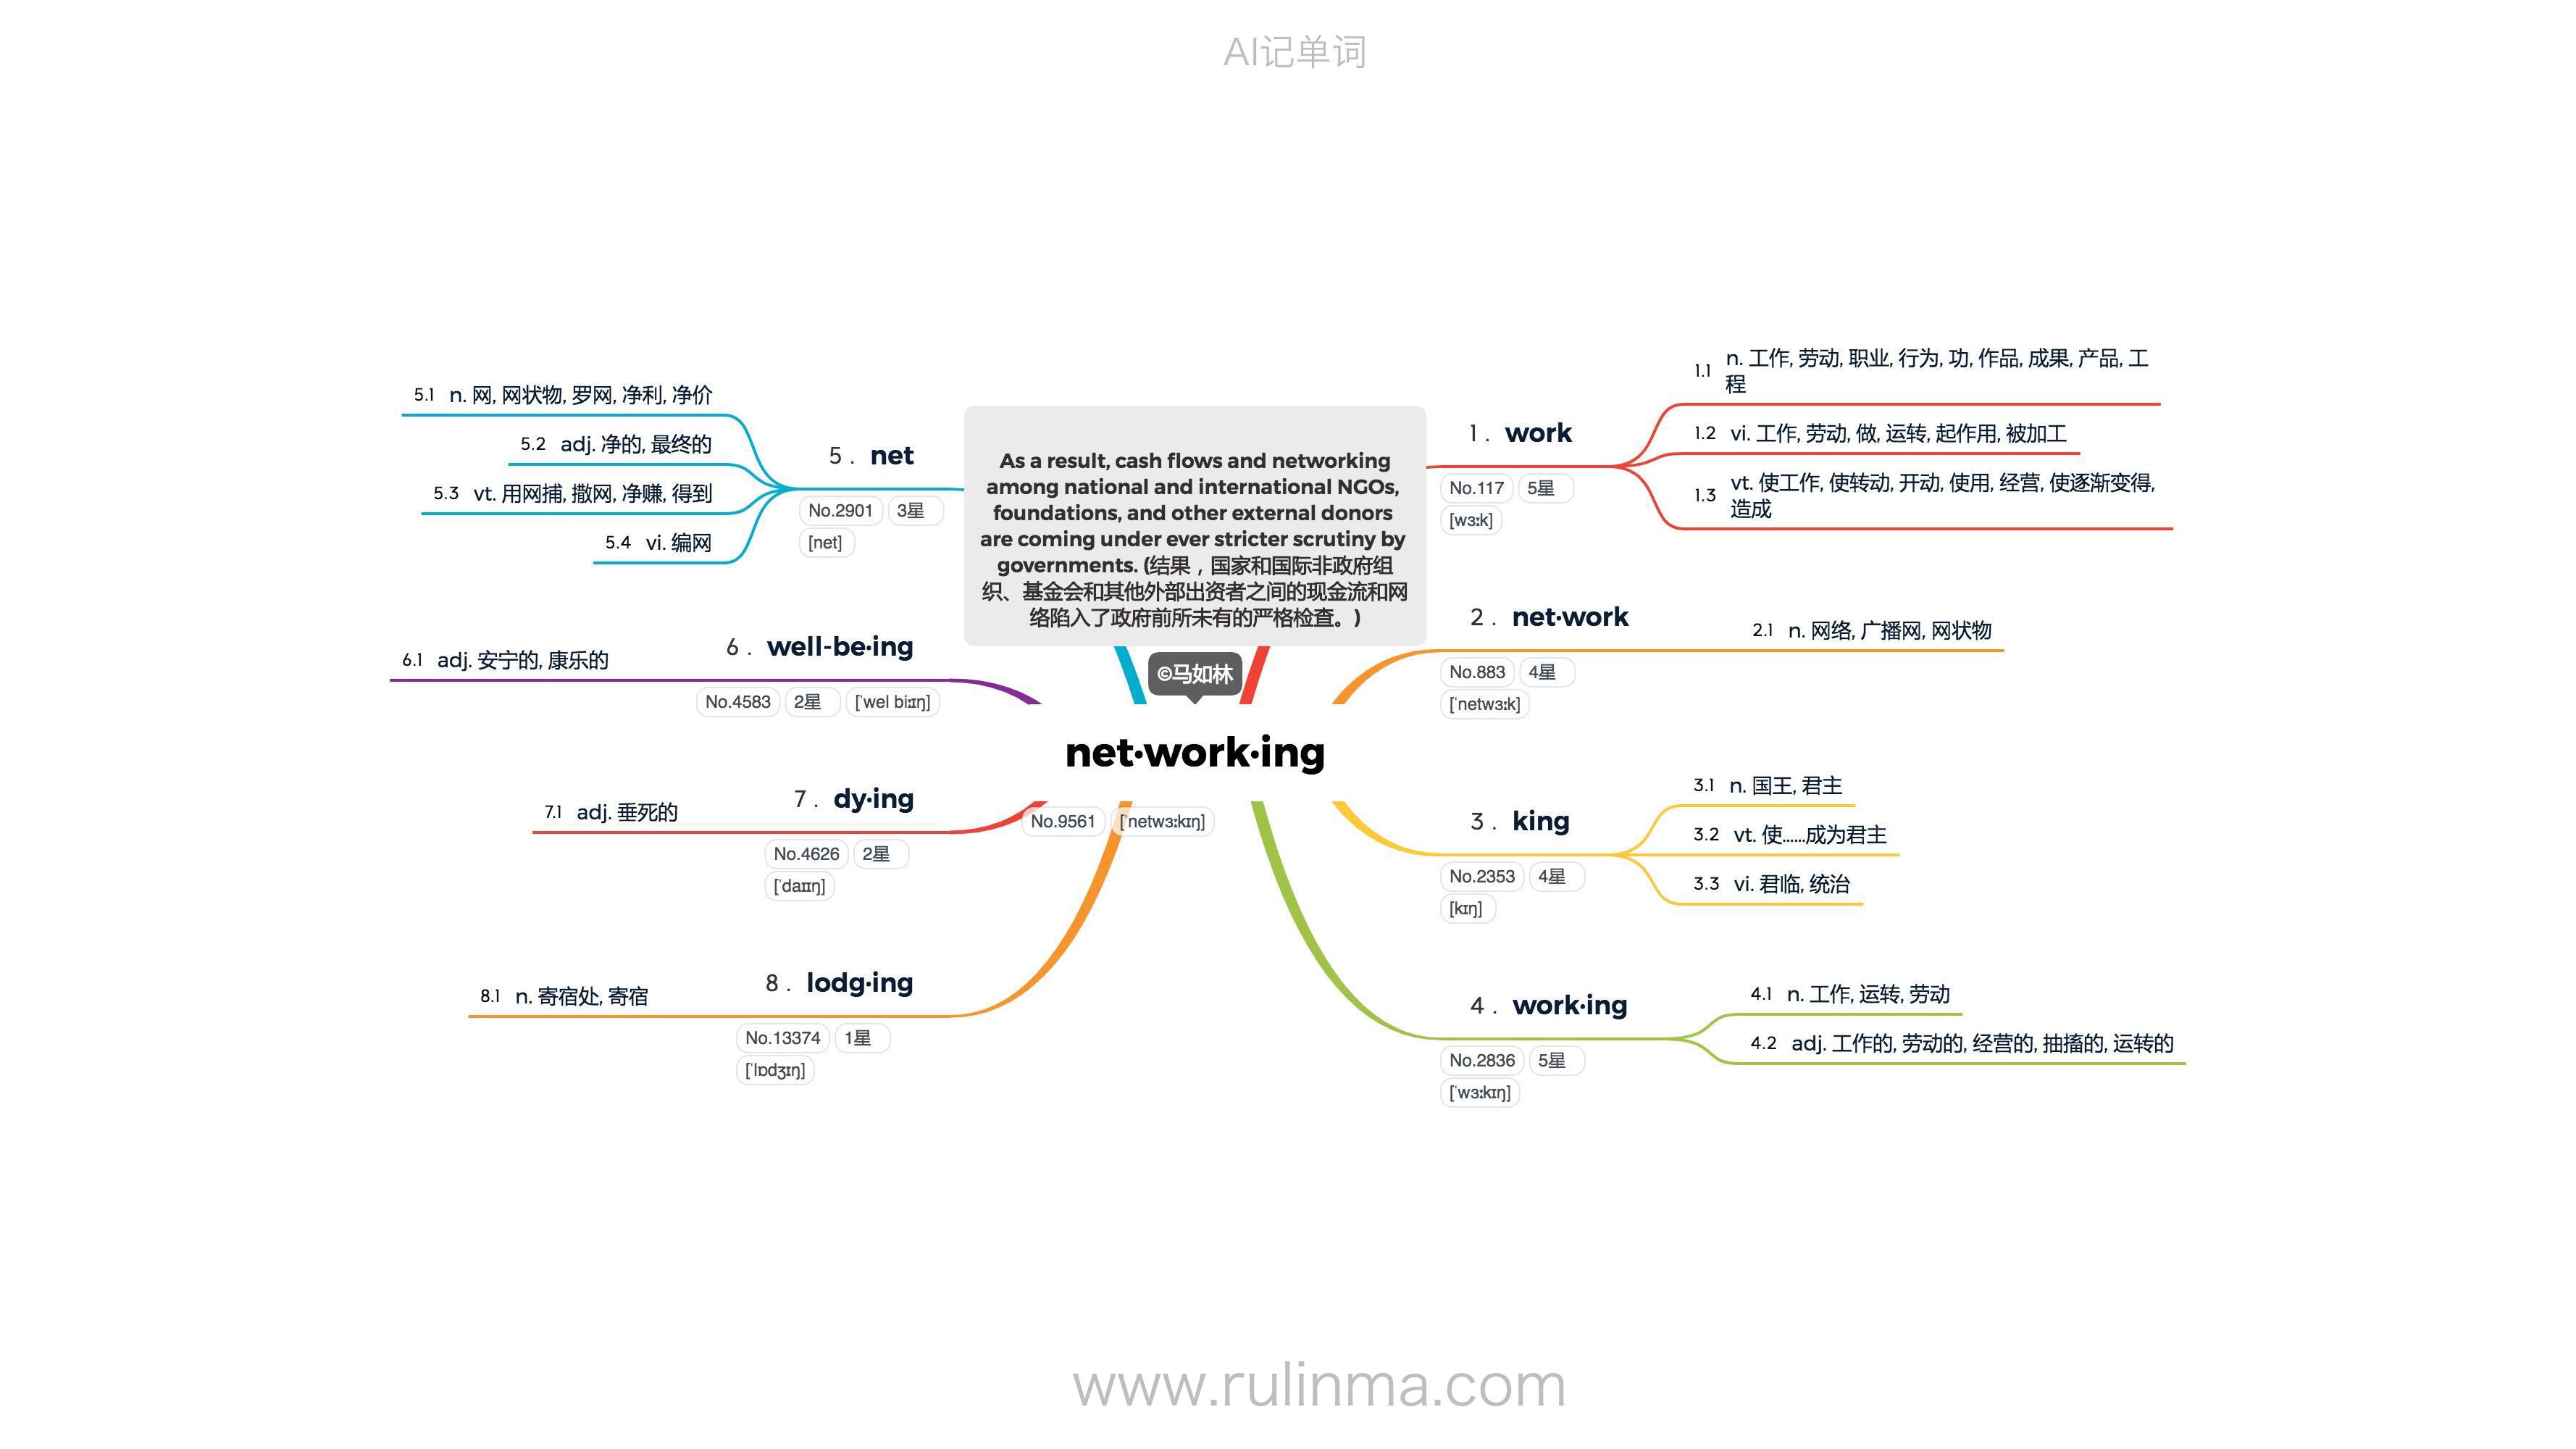 AI记单词
As a result, cash flows and networking
among national and international NGOs,
foundations, and other external donors
are coming under ever stricter scrutiny by
governments. (结果，国家和国际非政府组
织、基金会和其他外部出资者之间的现金流和网
络陷入了政府前所未有的严格检查。)
©马如林
net·work·ing
No.9561 [ˈnetwɜːkɪŋ]
1. work
No.117 5星
[wɜːk]
1.1 n. 工作, 劳动, 职业, 行为, 功, 作品, 成果, 产品, 工
程
1.2 vi. 工作, 劳动, 做, 运转, 起作用, 被加工
1.3 vt. 使工作, 使转动, 开动, 使用, 经营, 使逐渐变得,
造成
2. net·work
No.883 4星
[ˈnetwɜːk]
2.1 n. 网络, 广播网, 网状物
3. king
No.2353 4星
[kɪŋ]
3.1 n. 国王, 君主
3.2 vt. 使……成为君主
3.3 vi. 君临, 统治
4. work·ing
No.2836 5星
[ˈwɜːkɪŋ]
4.1 n. 工作, 运转, 劳动
4.2 adj. 工作的, 劳动的, 经营的, 抽搐的, 运转的
5. net
No.2901 3星
[net]
5.1 n. 网, 网状物, 罗网, 净利, 净价
5.2 adj. 净的, 最终的
5.3 vt. 用网捕, 撒网, 净赚, 得到
5.4 vi. 编网
6. well-be·ing
No.4583 2星 [ˈwel biːɪŋ]
6.1 adj. 安宁的, 康乐的
7. dy·ing
No.4626 2星
[ˈdaɪɪŋ]
7.1 adj. 垂死的
8. lodg·ing
No.13374 1星
[ˈlɒdʒɪŋ]
8.1 n. 寄宿处, 寄宿
www.rulinma.com